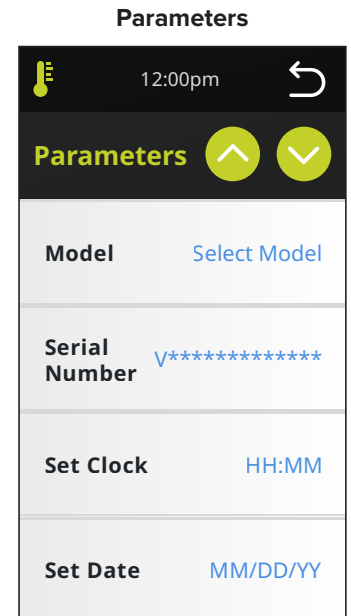 Parameters
12:00pm
Parameters
Model Select Model
Serial
Number V*************
Set Clock HH:MM
Set Date MM/DD/YY